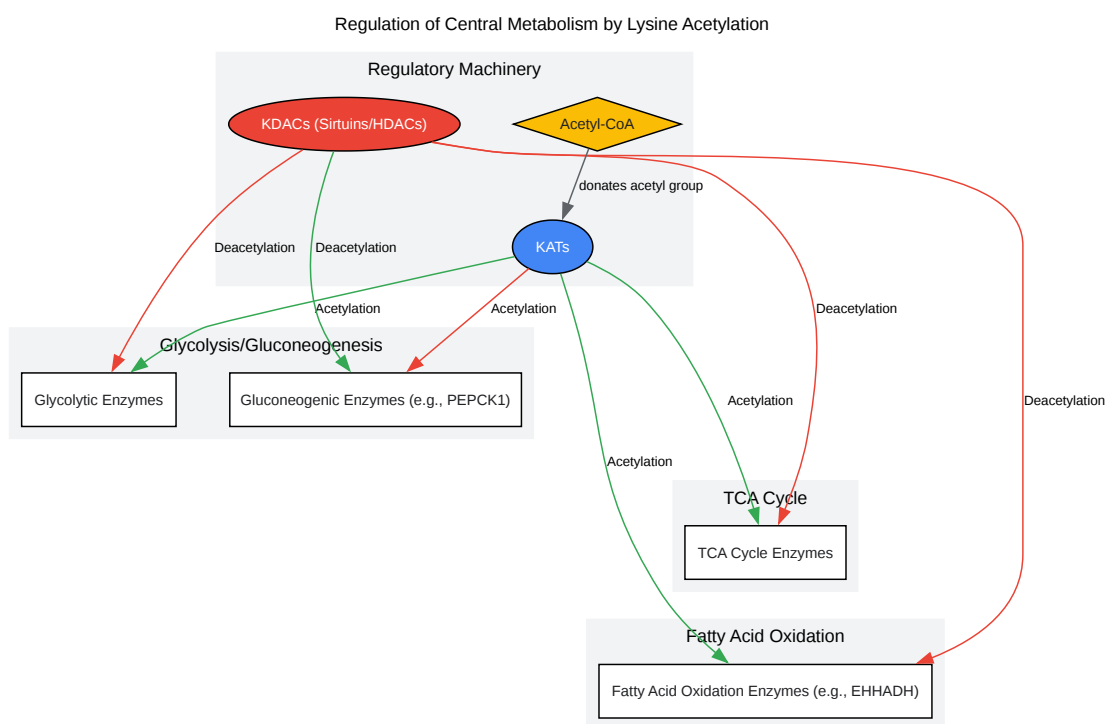 Regulation of Central Metabolism by Lysine Acetylation
Regulatory Machinery
KDACs (Sirtuins/HDACs)
Acetyl-CoA
donates acetyl group
KATs
Deacetylation
Deacetylation
Acetylation
Acetylation
Deacetylation
Glycolysis/Gluconeogenesis
Glycolytic Enzymes
Gluconeogenic Enzymes (e.g., PEPCK1)
Acetylation
Deacetylation
Acetylation
TCA Cycle
TCA Cycle Enzymes
Fatty Acid Oxidation
Fatty Acid Oxidation Enzymes (e.g., EHHADH)